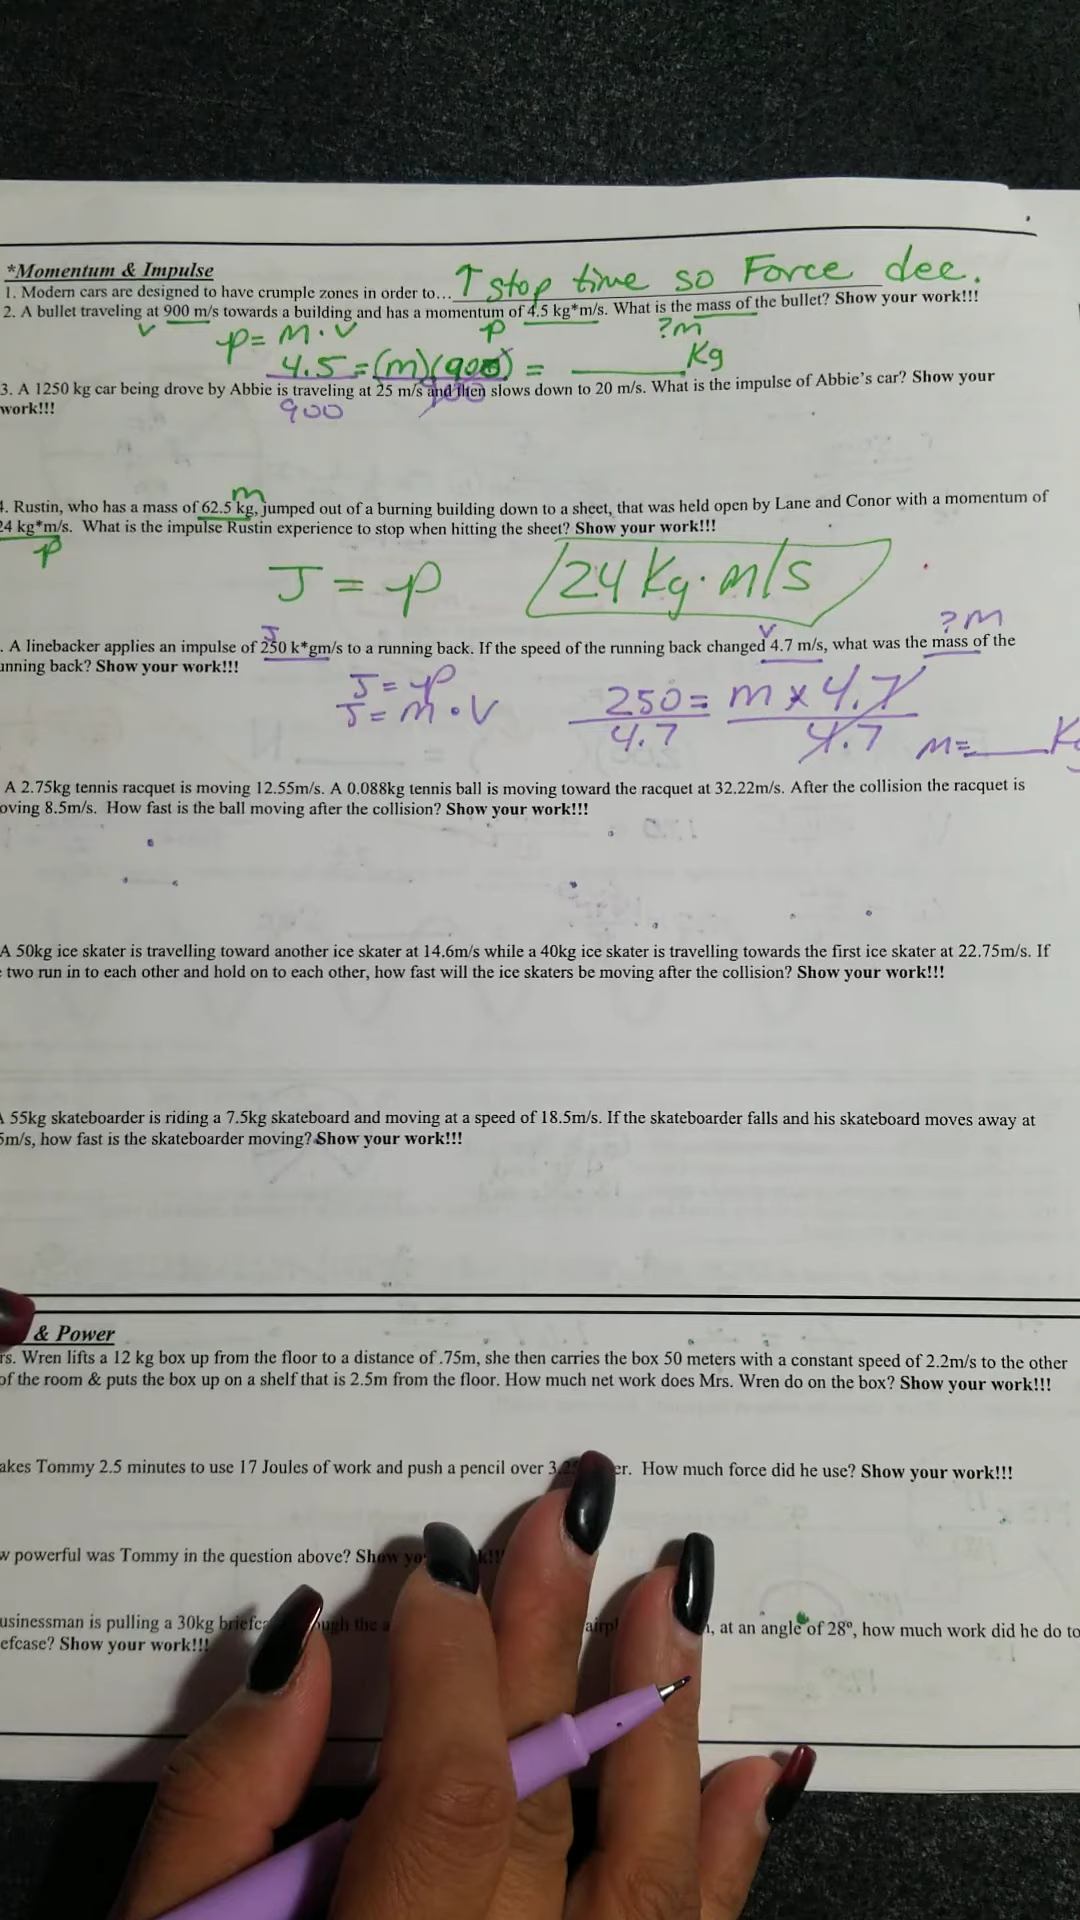 *Momentum & Impulse
1. Modern cars are designed to have crumple zones in order to... ↑ stop time so Force dec.
2. A bullet traveling at 900 m/s towards a building and has a momentum of 4.5 kg*m/s. What is the mass of the bullet? Show your work!!!
v p = m · v p ?m
4.5 = (m)(900) = ______ Kg
3. A 1250 kg car being drove by Abbie is traveling at 25 m/s and then slows down to 20 m/s. What is the impulse of Abbie's car? Show your
work!!!
900 900
m
4. Rustin, who has a mass of 62.5 kg, jumped out of a burning building down to a sheet, that was held open by Lane and Conor with a momentum of
24 kg*m/s. What is the impulse Rustin experience to stop when hitting the sheet? Show your work!!!
p
J = p 24 Kg·m/s
J v ?m
. A linebacker applies an impulse of 250 k*gm/s to a running back. If the speed of the running back changed 4.7 m/s, what was the mass of the
unning back? Show your work!!!
J = p
J = m · v
250 = m x 4.7
4.7 4.7 m= ____ Kg
A 2.75kg tennis racquet is moving 12.55m/s. A 0.088kg tennis ball is moving toward the racquet at 32.22m/s. After the collision the racquet is
oving 8.5m/s. How fast is the ball moving after the collision? Show your work!!!
A 50kg ice skater is travelling toward another ice skater at 14.6m/s while a 40kg ice skater is travelling towards the first ice skater at 22.75m/s. If
two run in to each other and hold on to each other, how fast will the ice skaters be moving after the collision? Show your work!!!
A 55kg skateboarder is riding a 7.5kg skateboard and moving at a speed of 18.5m/s. If the skateboarder falls and his skateboard moves away at
5m/s, how fast is the skateboarder moving? Show your work!!!
& Power
rs. Wren lifts a 12 kg box up from the floor to a distance of .75m, she then carries the box 50 meters with a constant speed of 2.2m/s to the other
of the room & puts the box up on a shelf that is 2.5m from the floor. How much net work does Mrs. Wren do on the box? Show your work!!!
akes Tommy 2.5 minutes to use 17 Joules of work and push a pencil over er. How much force did he use? Show your work!!!
w powerful was Tommy in the question above? Show
usinessman is pulling a 30kg the at an angle of 28º, how much work did he do to
efcase? Show your work!!!